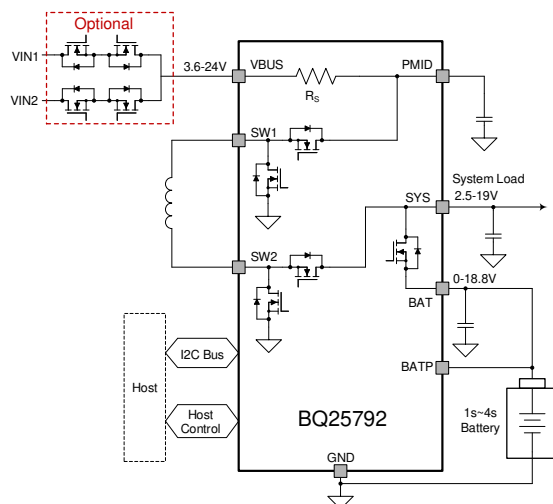 Optional
VIN1
VIN2
3.6-24V
VBUS
RS
PMID
SW1
System Load
2.5-19V
SYS
SW2
0-18.8V
BAT
I2C Bus
BATP
Host
Host
Control
BQ25792
1s~4s
Battery
GND